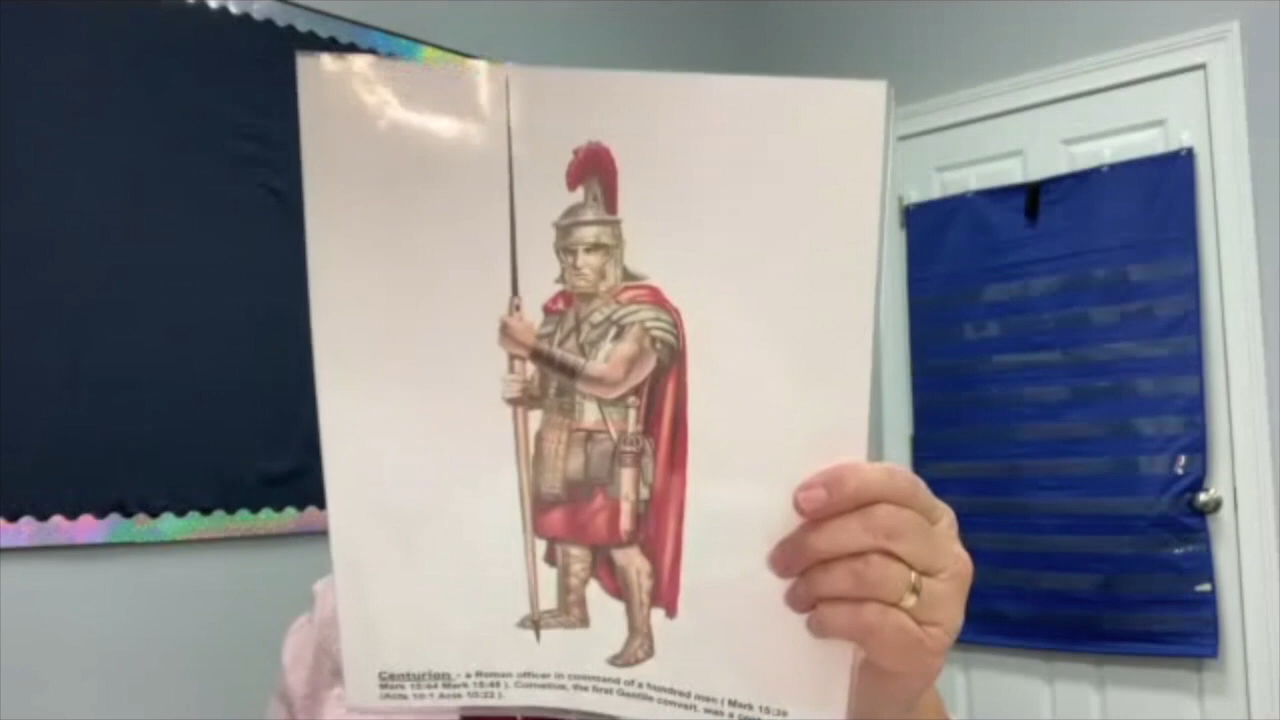 Centurion - a Roman officer in command of a hundred men ( Mark 15:39
Mark 15:44 Mark 15:45 ). Cornelius, the first Gentile convert, was a
(Acts 10:1 Acts 10:22 ).